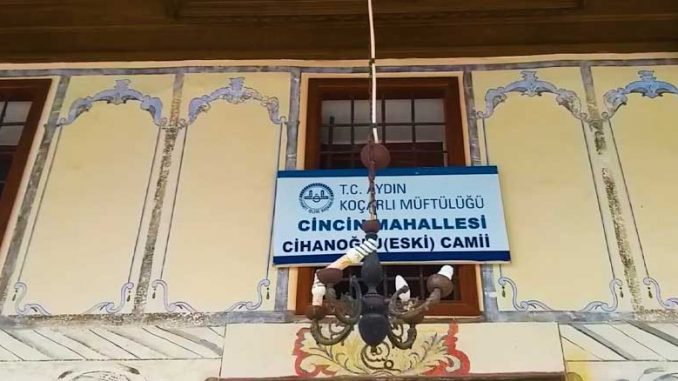 T.C. AYDIN
KOÇARLI MÜFTÜLÜĞÜ
CİNCİN MAHALLESİ
CİHANOĞLU(ESKİ) CAMİİ